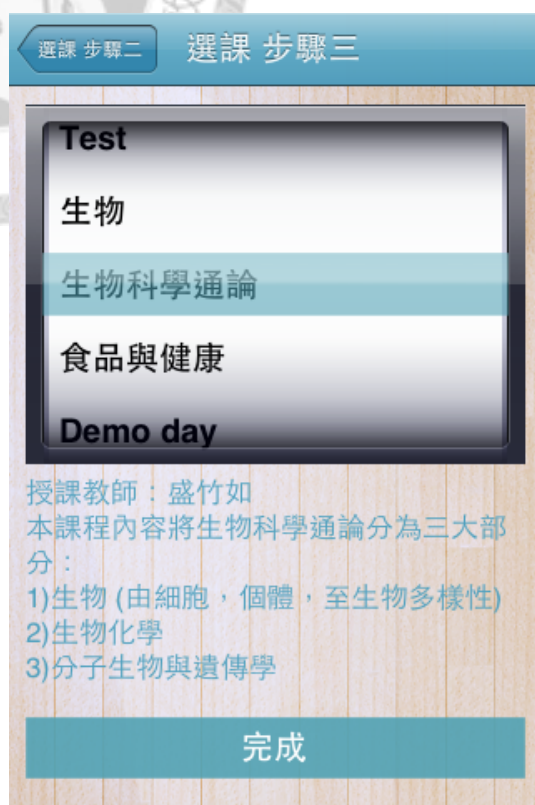 選課 步驟二
選課 步驟三
Test
生物
生物科學通論
食品與健康
Demo day
授課教師：盛竹如
本課程內容將生物科學通論分為三大部
分：
1)生物 (由細胞，個體，至生物多樣性)
2)生物化學
3)分子生物與遺傳學
完成